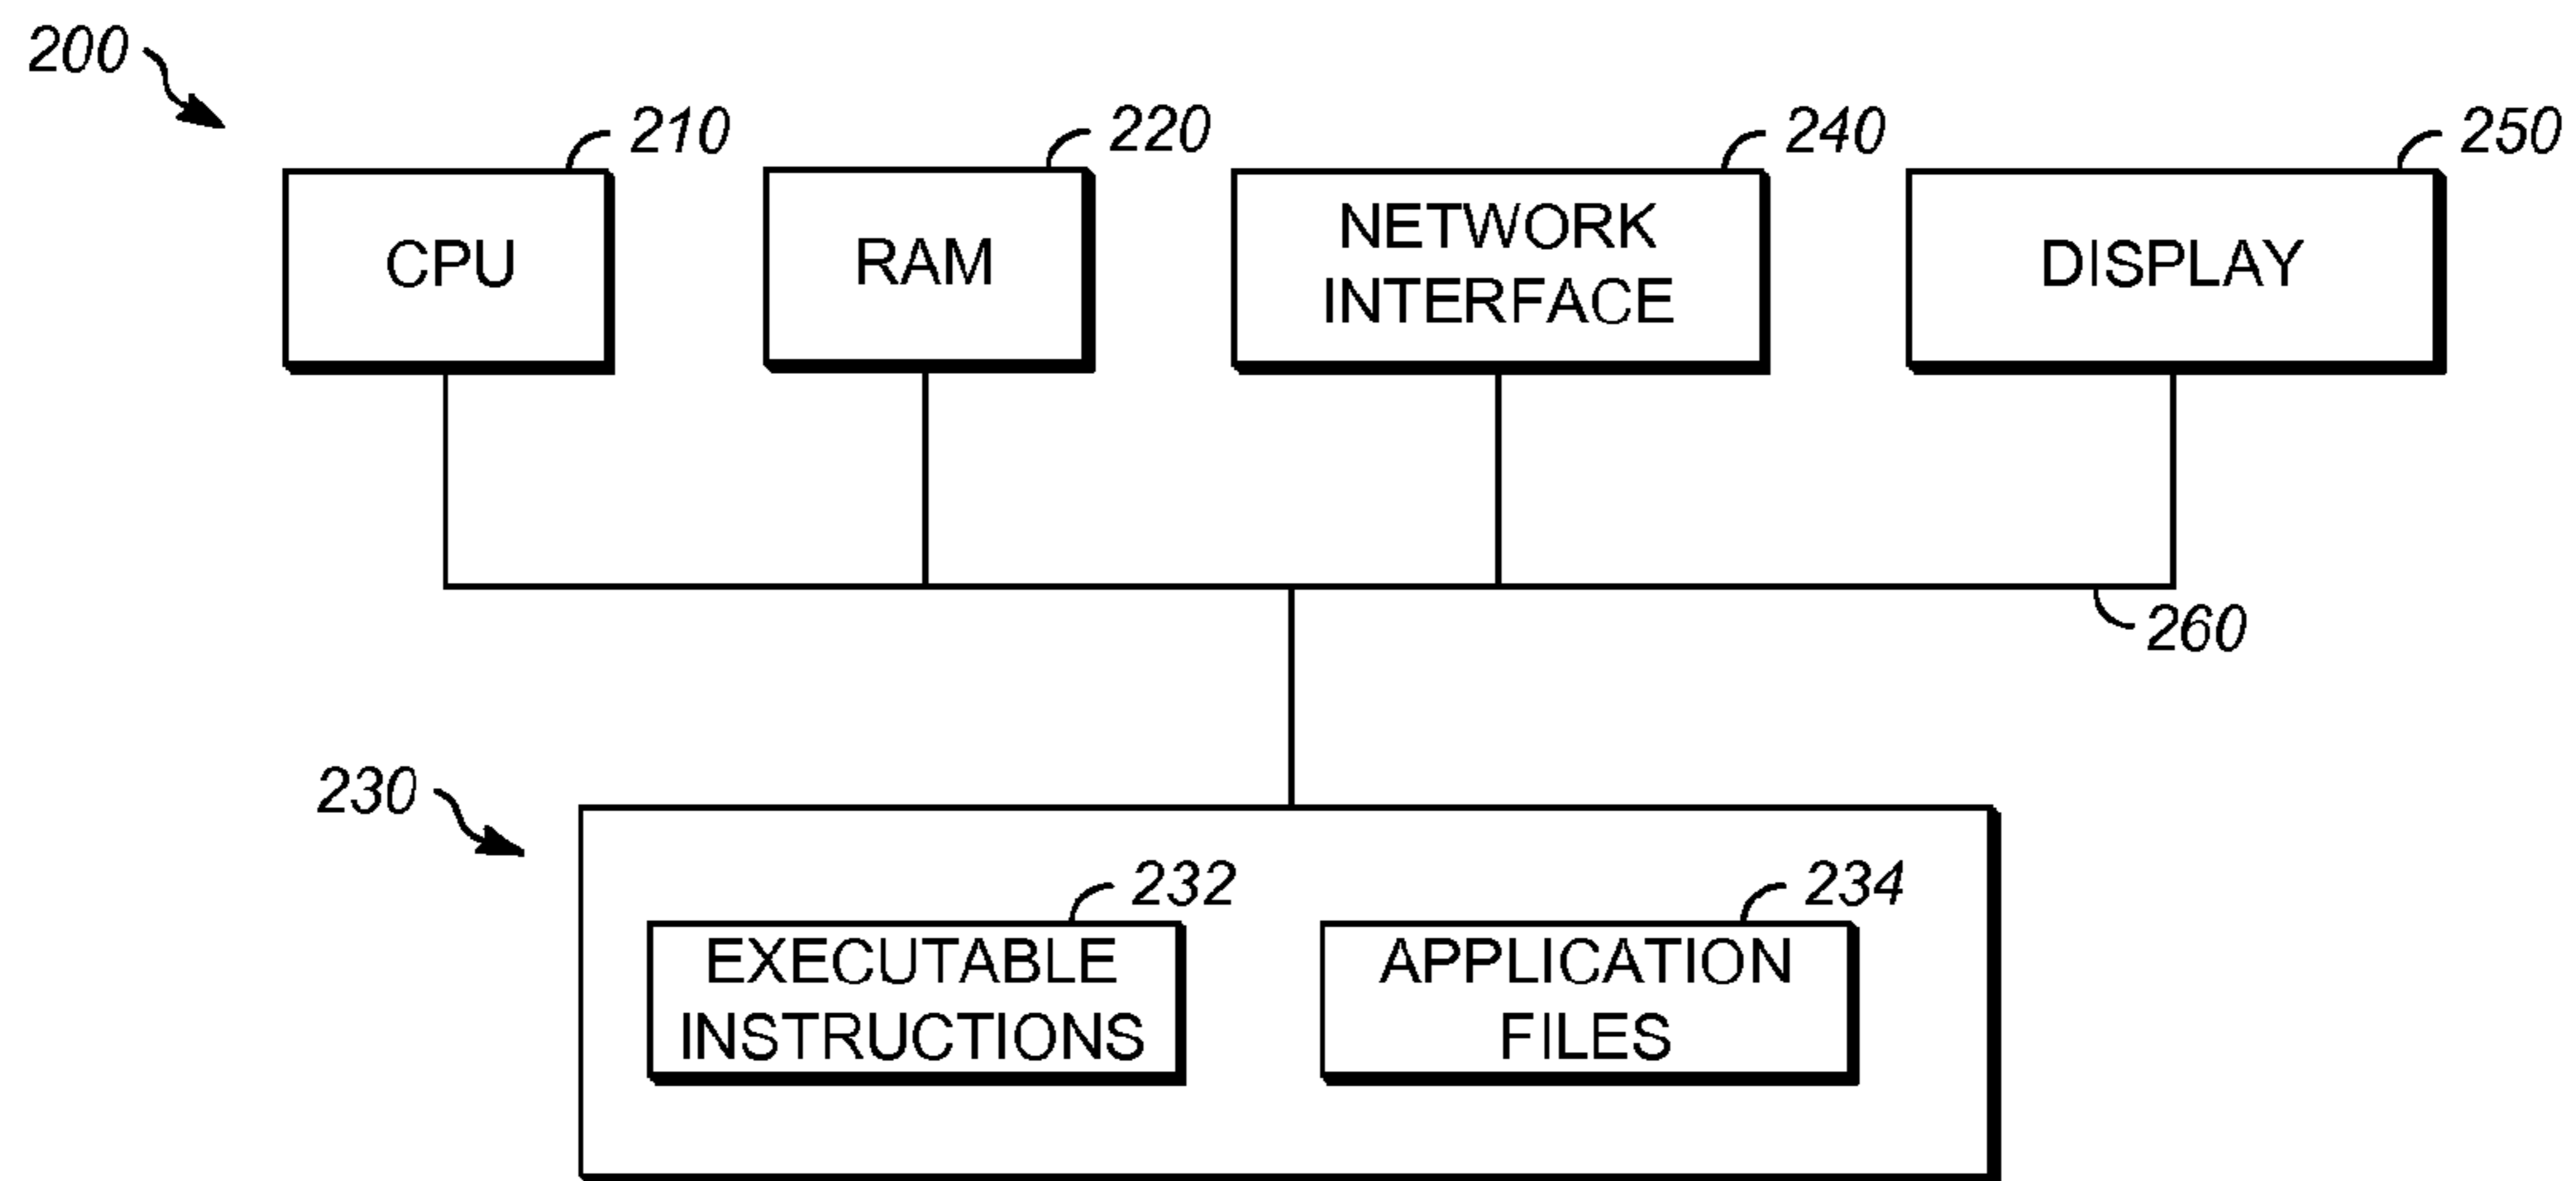 200
210
220
240
250
CPU
RAM
NETWORK
INTERFACE
DISPLAY
260
230
232
234
EXECUTABLE
INSTRUCTIONS
APPLICATION
FILES